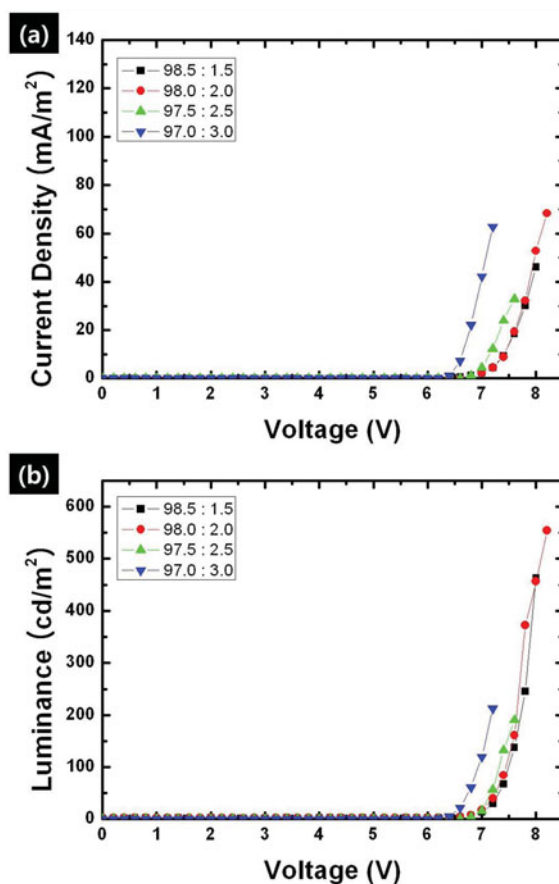 (a)
140
120
100
80
60
40
20
0
Current Density (mA/m²)
98.5 : 1.5
98.0 : 2.0
97.5 : 2.5
97.0 : 3.0
0 1 2 3 4 5 6 7 8
Voltage (V)
(b)
600
500
400
300
200
100
0
Luminance (cd/m²)
98.5 : 1.5
98.0 : 2.0
97.5 : 2.5
97.0 : 3.0
0 1 2 3 4 5 6 7 8
Voltage (V)